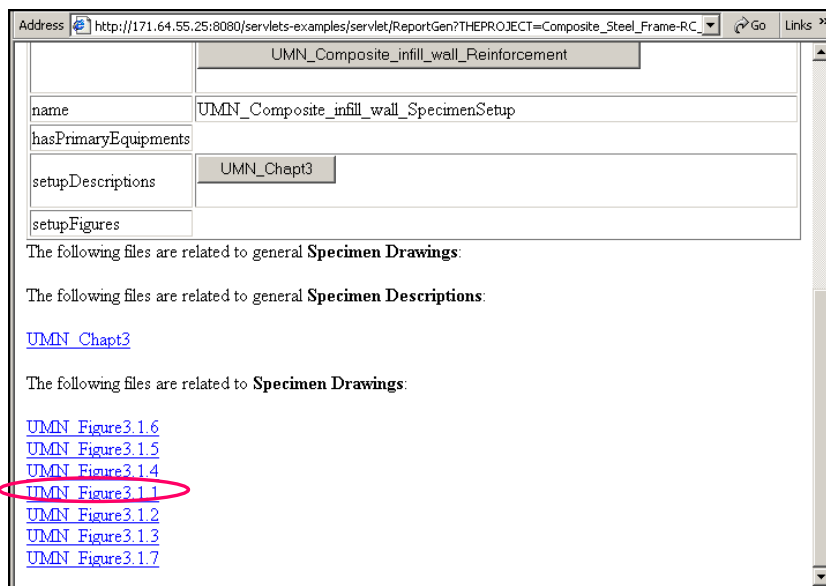 Address http://171.64.55.25:8080/servlets-examples/servlet/ReportGen?THEPROJECT=Composite_Steel_Frame-RC_ Go Links »
UMN_Composite_infill_wall_Reinforcement
name UMN_Composite_infill_wall_SpecimenSetup
hasPrimaryEquipments
setupDescriptions UMN_Chapt3
setupFigures
The following files are related to general Specimen Drawings:
The following files are related to general Specimen Descriptions:
UMN_Chapt3
The following files are related to Specimen Drawings:
UMN_Figure3.1.6
UMN_Figure3.1.5
UMN_Figure3.1.4
UMN_Figure3.1.1
UMN_Figure3.1.2
UMN_Figure3.1.3
UMN_Figure3.1.7